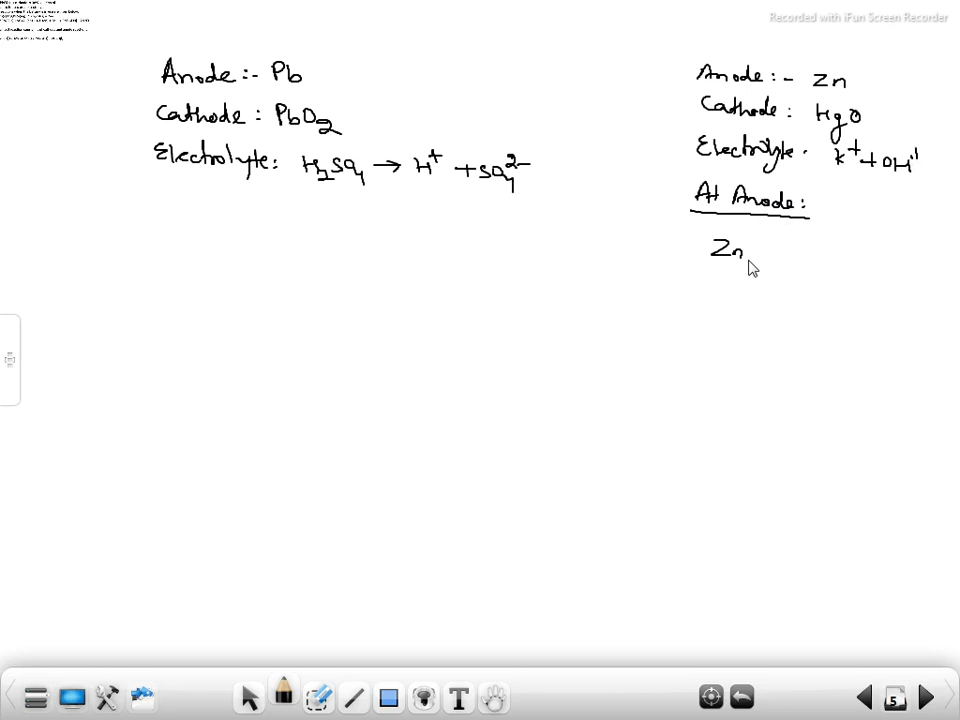 Recorded with iFun Screen Recorder
Anode :- Pb
Cathode : PbO2
Electrolyte : H2SO4 → H+ + SO4 2-
Anode :- Zn
Cathode : HgO
Electrolyte . K+ + OH-1
At Anode :
Zn
5